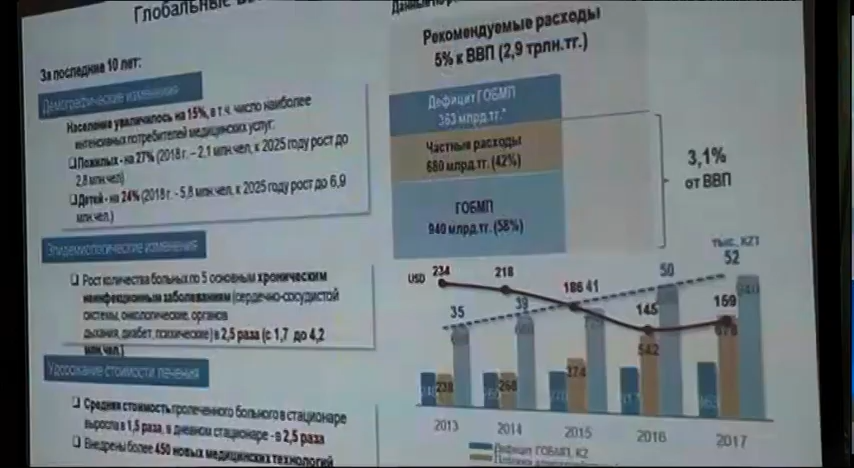 Глобальные
За последние 10 лет:
Демографические изменения
Население увеличилось на 15%, в т.ч. число наиболее
интенсивных потребителей медицинских услуг:
❑Пожилых - на 27% (2018 г. – 2,1 млн.чел, к 2025 году рост до
2,8 млн.чел)
❑Детей - на 24% (2018 г. - 5,8 млн.чел, к 2025 году рост до 6,9
млн.чел.)
Эпидемиологические изменения
❑ Рост количества больных по 5 основным хроническим
неинфекционным заболеваниям (сердечно-сосудистой
системы, онкологические, органов
дыхания, диабет, психические) в 2,5 раза (с 1,7 до 4,2
млн.чел.)
Удорожание стоимости лечения
❑ Средняя стоимость пролеченного больного в стационаре
выросла в 1,5 раза, в дневном стационаре - в 2,5 раза
❑ Внедрены более 450 новых медицинских технологий
Данные по
Рекомендуемые расходы
5% к ВВП (2,9 трлн.тг.)
Дефицит ГОБМП
363 млрд.тг.*
Частные расходы
680 млрд.тг. (42%)
ГОБМП
940 млрд.тг. (58%)
3,1%
от ВВП
тыс. KZT
USD 234 218 186 41 145 50 159 52
35 39
238 268 274 542 678 940
2013 2014 2015 2016 2017
Дефицит ГОБМП, KZ